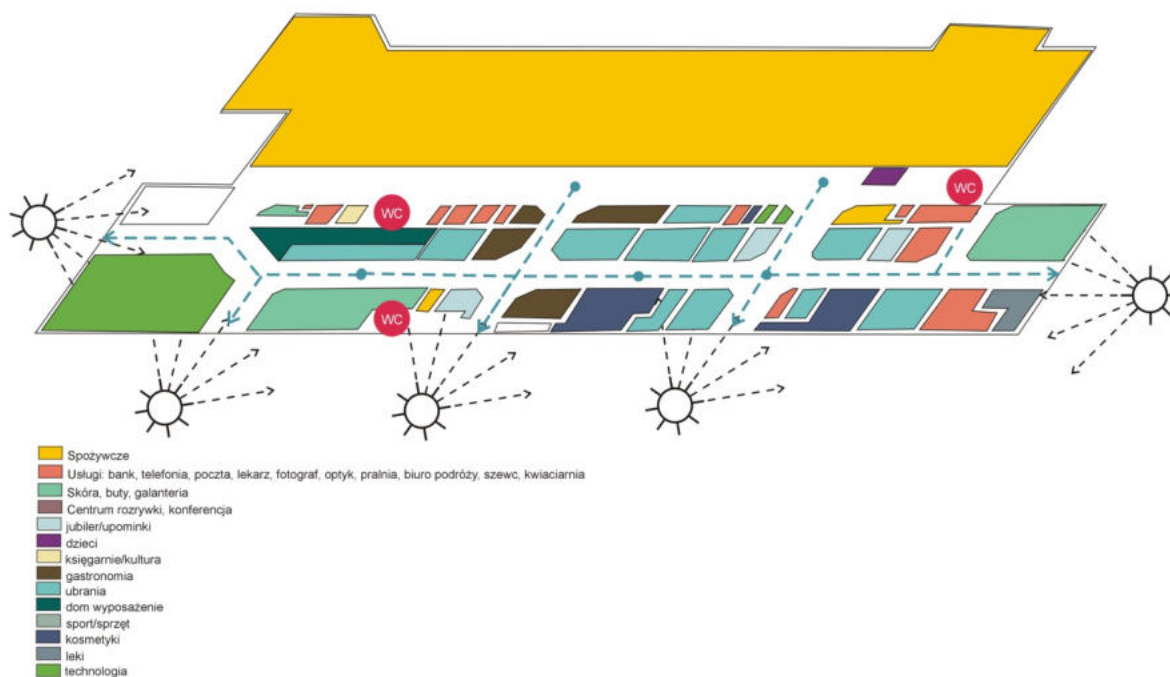 WC
WC
WC
Spożywcze
Usługi: bank, telefonia, poczta, lekarz, fotograf, optyk, pralnia, biuro podróży, szewc, kwiaciarnia
Skóra, buty, galanteria
Centrum rozrywki, konferencja
jubiler/upominki
dzieci
księgarnie/kultura
gastronomia
ubrania
dom wyposażenie
sport/sprzęt
kosmetyki
leki
technologia